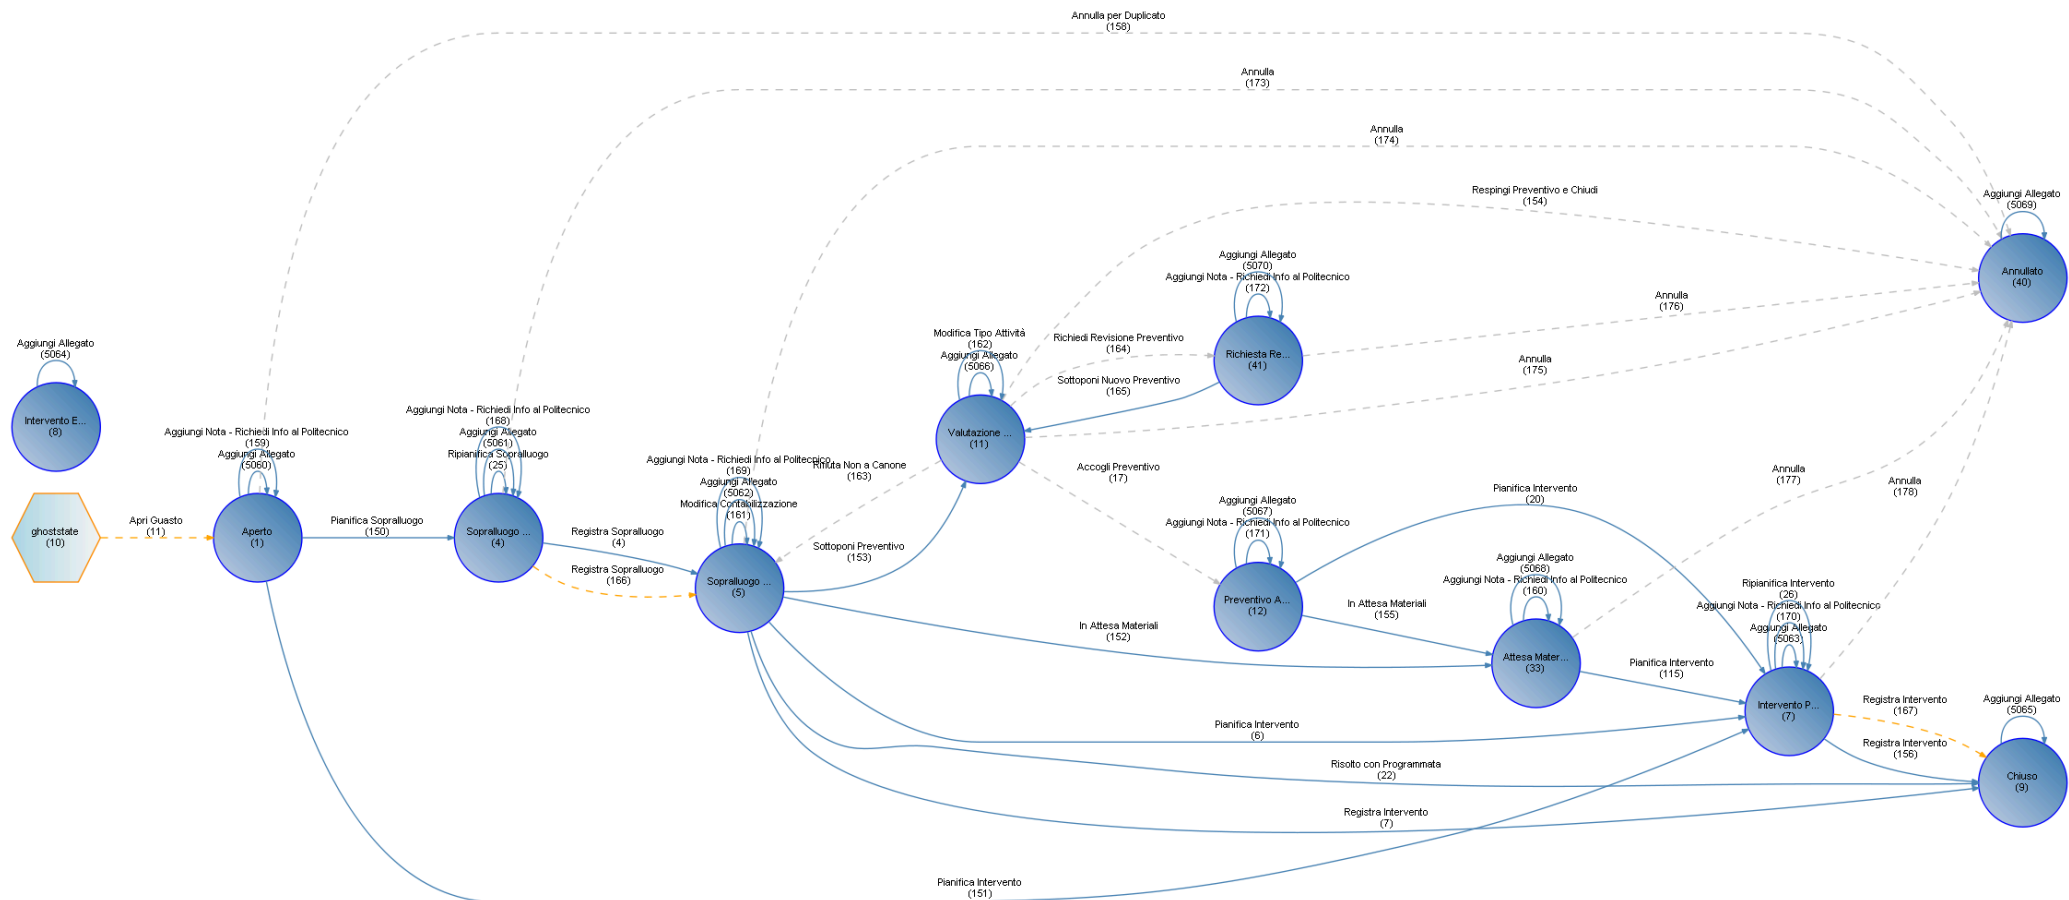 Annulla per Duplicato
(158)
Annulla
(173)
Annulla
(174)
Respingi Preventivo e Chiudi
(154)
Aggiungi Allegato
(5069)
Annullato
(40)
Aggiungi Allegato
(5070)
Aggiungi Nota - Richiedi Info al Politecnico
(172)
Richiesta Re...
(41)
Annulla
(176)
Annulla
(175)
Modifica Tipo Attività
(162)
Aggiungi Allegato
(5066)
Valutazione ...
(11)
Richiedi Revisione Preventivo
(164)
Sottoponi Nuovo Preventivo
(165)
Aggiungi Allegato
(5064)
Intervento E...
(8)
ghoststate
(10)
Apri Guasto
(11)
Aggiungi Nota - Richiedi Info al Politecnico
(159)
Aggiungi Allegato
(5060)
Aperto
(1)
Pianifica Sopralluogo
(150)
Aggiungi Nota - Richiedi Info al Politecnico
(168)
Aggiungi Allegato
(5061)
Ripianifica Sopralluogo
(25)
Sopralluogo ...
(4)
Registra Sopralluogo
(4)
Registra Sopralluogo
(166)
Aggiungi Nota - Richiedi Info al Politecnico
(169)
Aggiungi Allegato
(5062)
Modifica Contabilizzazione
(161)
Sopralluogo ...
(5)
Rifiuta Non a Canone
(163)
Sottoponi Preventivo
(153)
Accogli Preventivo
(17)
Aggiungi Allegato
(5067)
Aggiungi Nota - Richiedi Info al Politecnico
(171)
Preventivo A...
(12)
Pianifica Intervento
(20)
In Attesa Materiali
(155)
In Attesa Materiali
(152)
Aggiungi Allegato
(5068)
Aggiungi Nota - Richiedi Info al Politecnico
(160)
Attesa Mater...
(33)
Annulla
(177)
Annulla
(178)
Pianifica Intervento
(115)
Ripianifica Intervento
(26)
Aggiungi Nota - Richiedi Info al Politecnico
(170)
Aggiungi Allegato
(5063)
Intervento P...
(7)
Registra Intervento
(167)
Registra Intervento
(156)
Aggiungi Allegato
(5065)
Chiuso
(9)
Pianifica Intervento
(6)
Risolto con Programmata
(22)
Registra Intervento
(7)
Pianifica Intervento
(151)